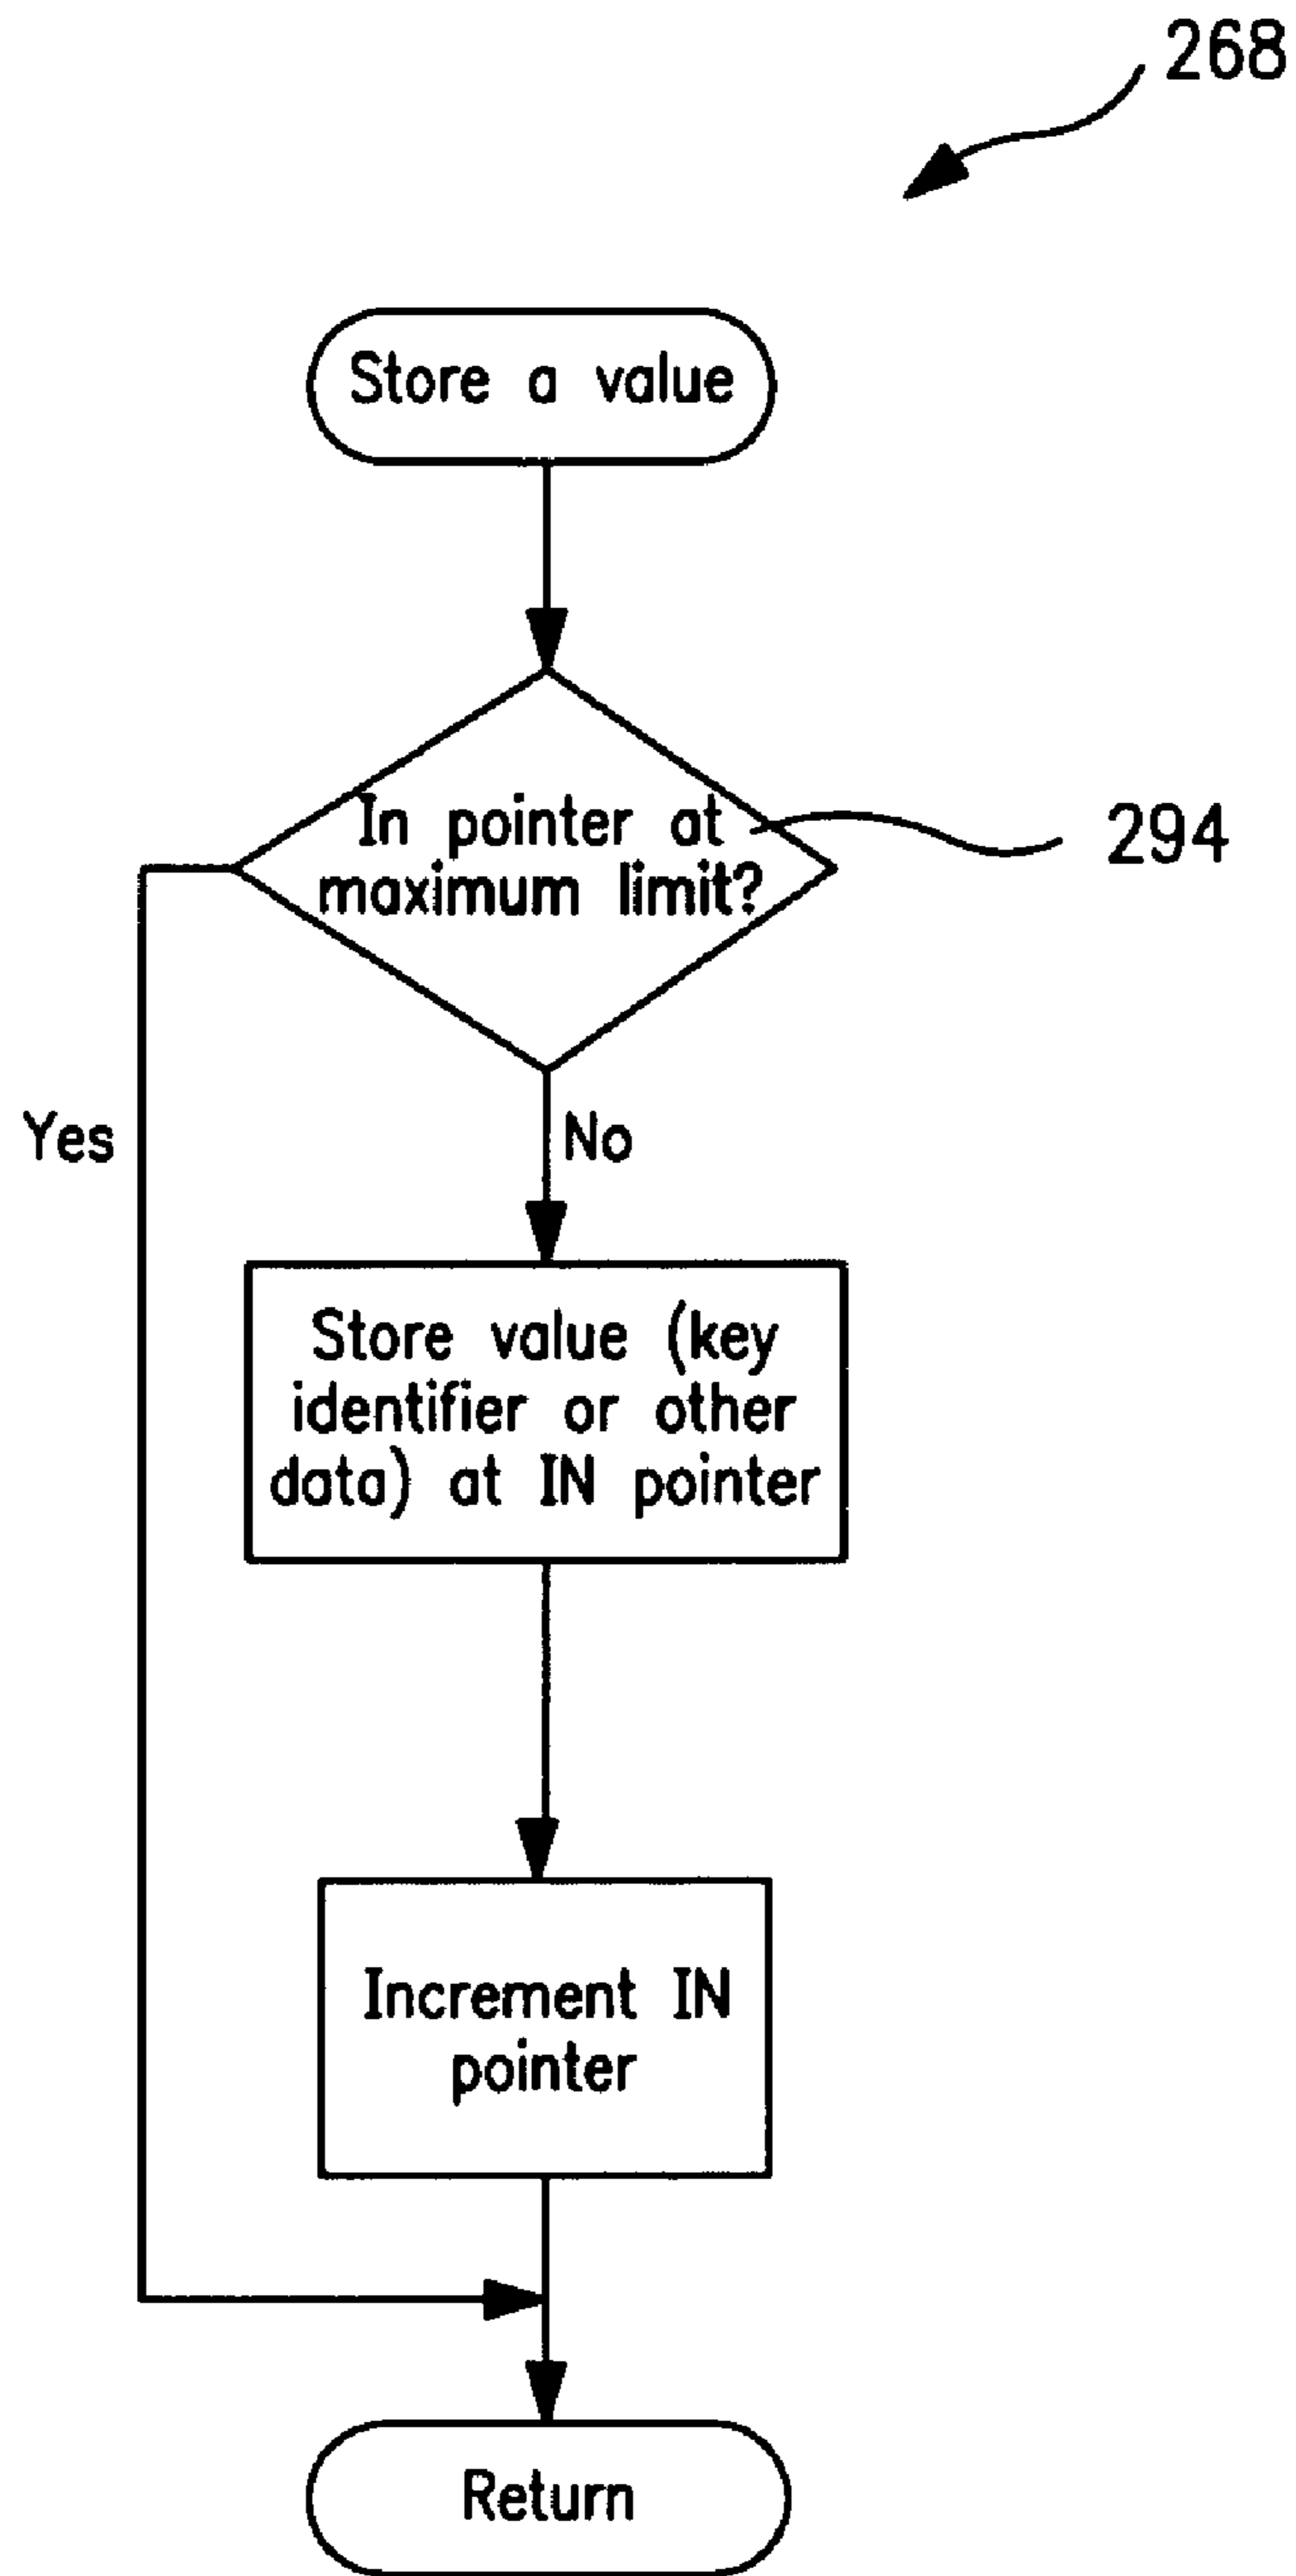 268
Store a value
In pointer at
maximum limit?
294
Yes
No
Store value (key
identifier or other
data) at IN pointer
Increment IN
pointer
Return